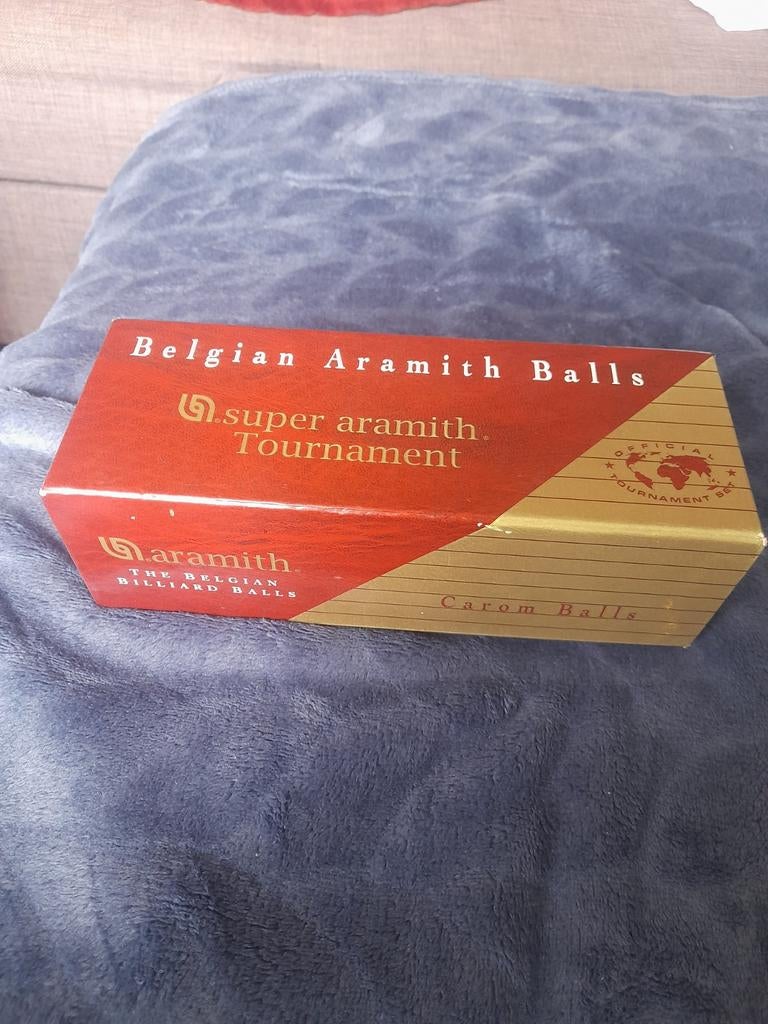 Belgian Aramith Balls
super aramith®
Tournament
OFFICIAL
TOURNAMENT SET
aramith®
THE BELGIAN
BILLIARD BALLS
Carom Balls